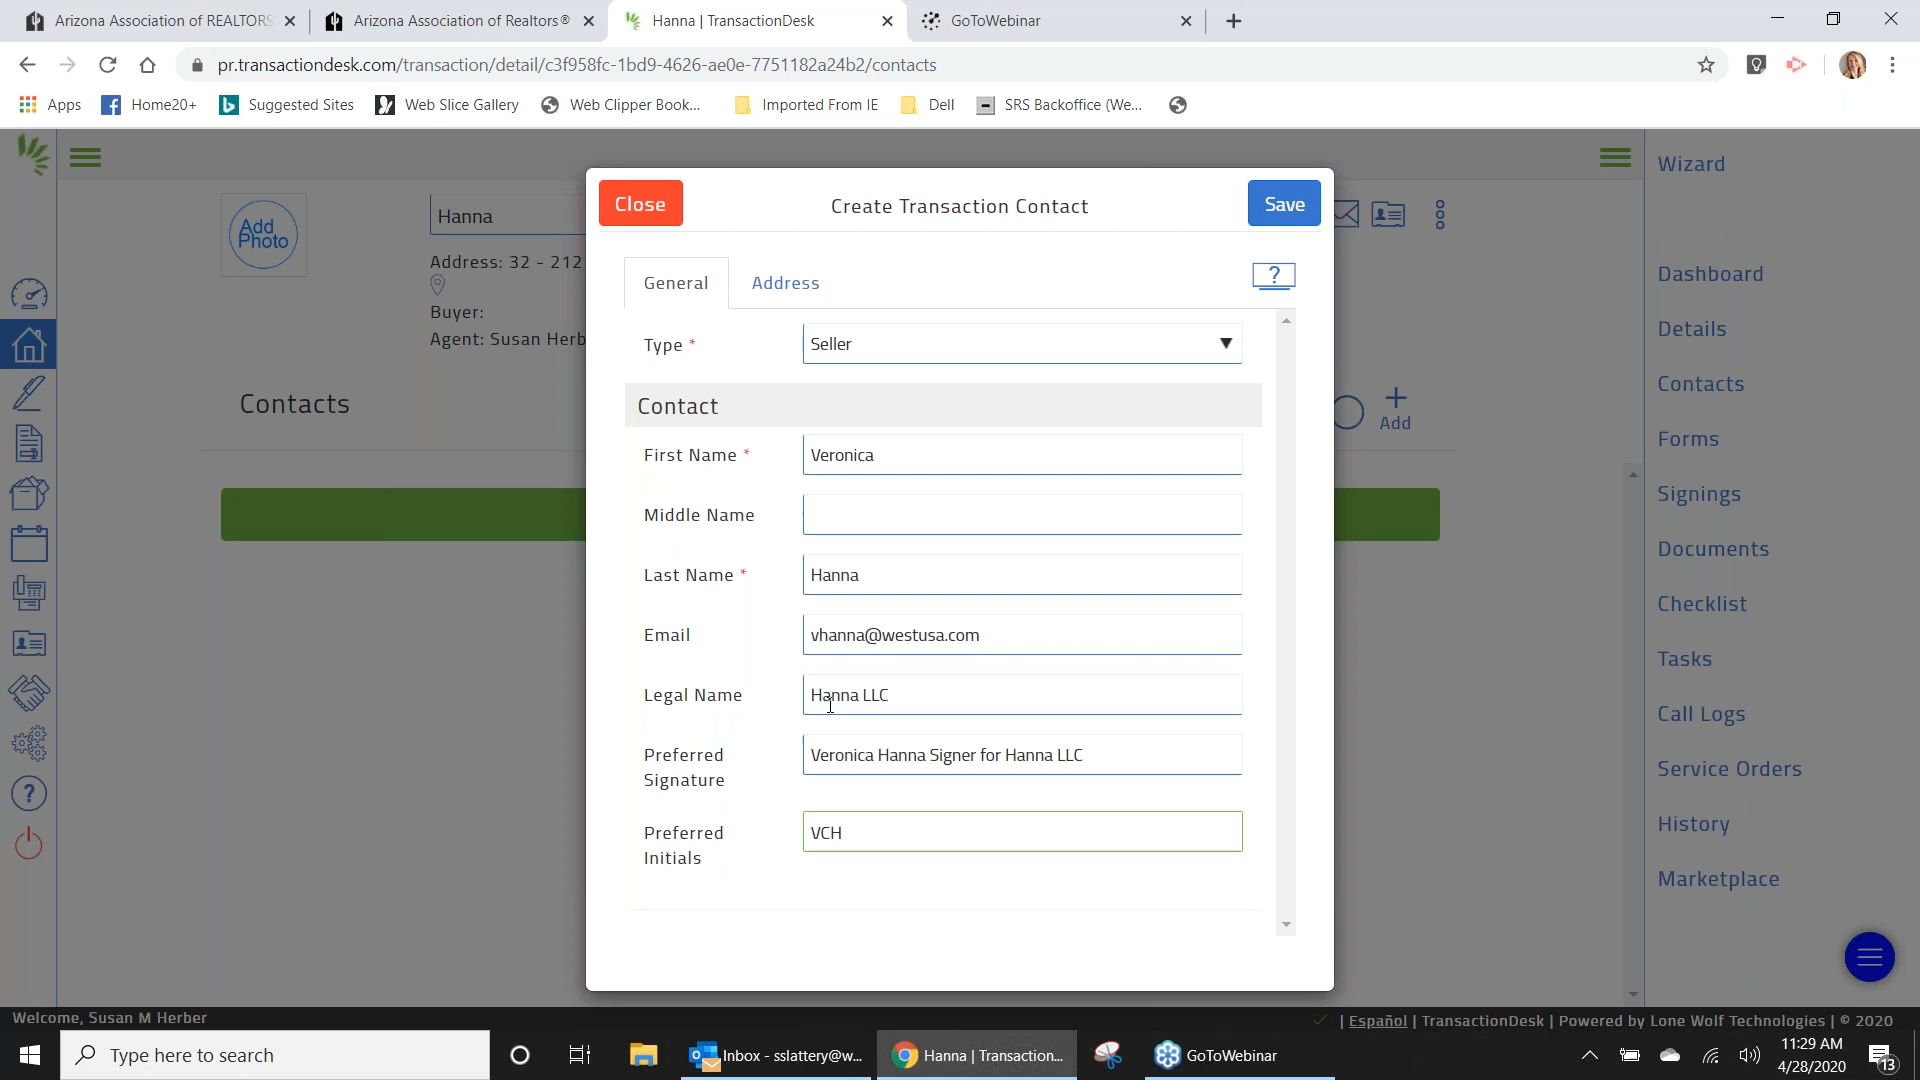 Arizona Association of REALTORS
Arizona Association of Realtors®
Hanna | TransactionDesk
GoToWebinar
pr.transactiondesk.com/transaction/detail/c3f958fc-1bd9-4626-ae0e-7751182a24b2/contacts
Apps
Home20+
Suggested Sites
Web Slice Gallery
Web Clipper Book...
Imported From IE
Dell
SRS Backoffice (We...
Add Photo
Hanna
Address: 32 - 212
Buyer:
Agent: Susan Herb
Contacts
Add
Close
Create Transaction Contact
Save
General
Address
?
Type *
Seller
Contact
First Name *
Veronica
Middle Name
Last Name *
Hanna
Email
vhanna@westusa.com
Legal Name
Hanna LLC
Preferred Signature
Veronica Hanna Signer for Hanna LLC
Preferred Initials
VCH
Wizard
Dashboard
Details
Contacts
Forms
Signings
Documents
Checklist
Tasks
Call Logs
Service Orders
History
Marketplace
Welcome, Susan M Herber
| Español | TransactionDesk | Powered by Lone Wolf Technologies | © 2020
Type here to search
Inbox - sslattery@w...
Hanna | Transaction...
GoToWebinar
11:29 AM
4/28/2020
13